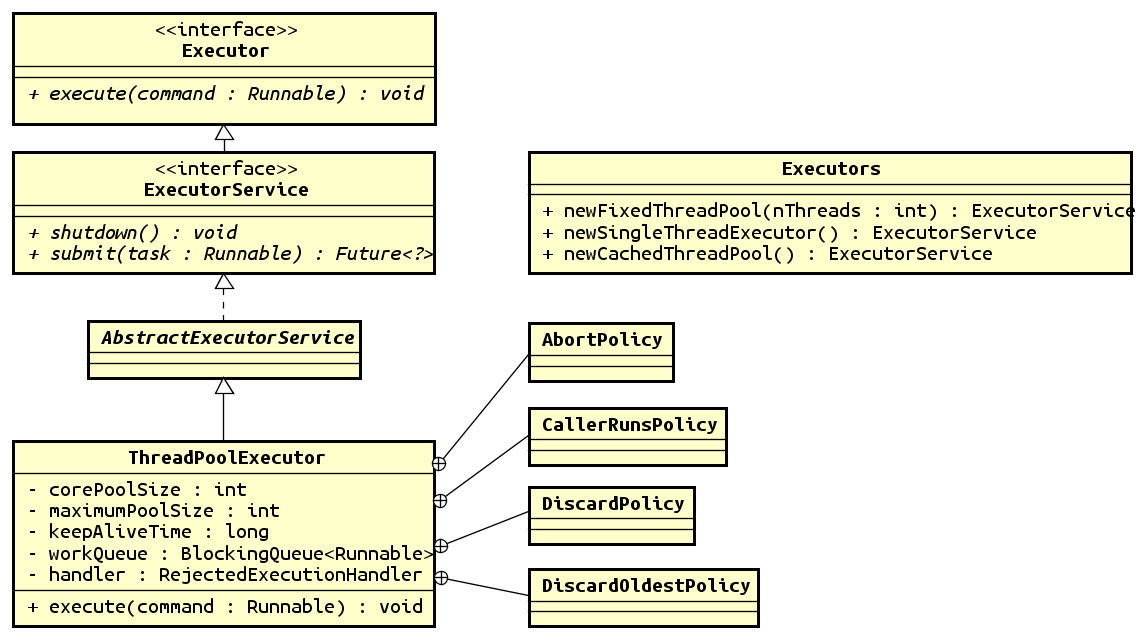 <<interface>>
Executor
+ execute(command : Runnable) : void
<<interface>>
ExecutorService
+ shutdown() : void
+ submit(task : Runnable) : Future<?>
Executors
+ newFixedThreadPool(nThreads : int) : ExecutorService
+ newSingleThreadExecutor() : ExecutorService
+ newCachedThreadPool() : ExecutorService
AbstractExecutorService
ThreadPoolExecutor
- corePoolSize : int
- maximumPoolSize : int
- keepAliveTime : long
- workQueue : BlockingQueue<Runnable>
- handler : RejectedExecutionHandler
+ execute(command : Runnable) : void
AbortPolicy
CallerRunsPolicy
DiscardPolicy
DiscardOldestPolicy